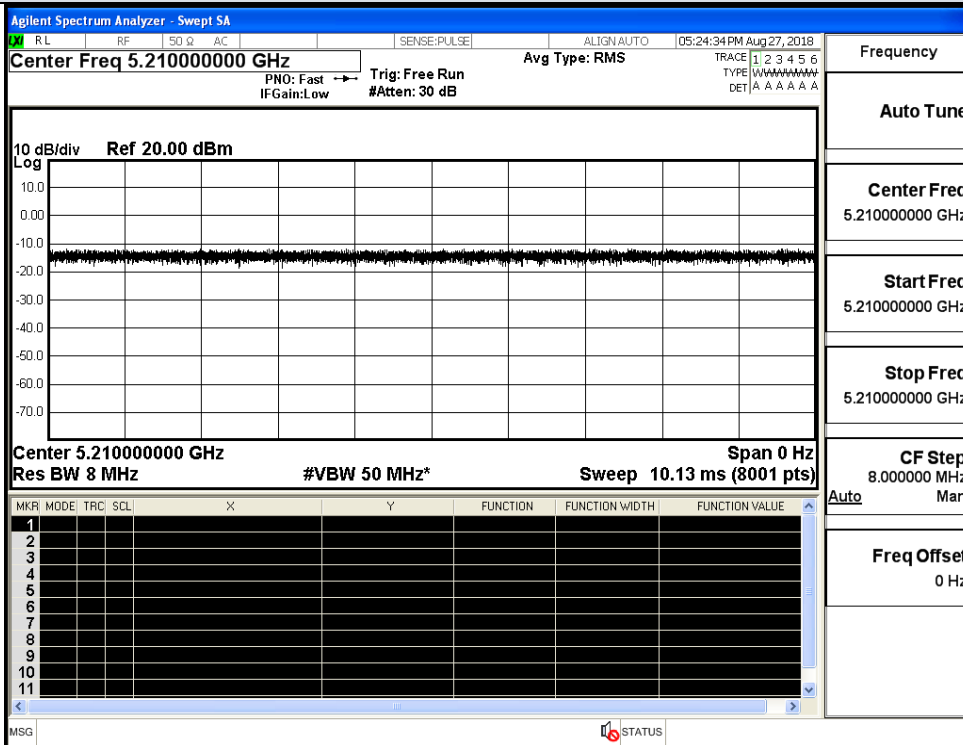 Agilent Spectrum Analyzer - Swept SA
LXI RL RF 50 Ω AC SENSE:PULSE ALIGN AUTO 05:24:34 PM Aug 27, 2018
Center Freq 5.210000000 GHz Avg Type: RMS TRACE 1 2 3 4 5 6
PNO: Fast Trig: Free Run TYPE WWWWWW
IFGain:Low #Atten: 30 dB DET A A A A A A
10 dB/div Ref 20.00 dBm
Log
10.0
0.00
-10.0
-20.0
-30.0
-40.0
-50.0
-60.0
-70.0
Center 5.210000000 GHz Span 0 Hz
Res BW 8 MHz #VBW 50 MHz* Sweep 10.13 ms (8001 pts)
MKR MODE TRC SCL X Y FUNCTION FUNCTION WIDTH FUNCTION VALUE
1
2
3
4
5
6
7
8
9
10
11
MSG STATUS
Frequency
Auto Tune
Center Freq
5.210000000 GHz
Start Freq
5.210000000 GHz
Stop Freq
5.210000000 GHz
CF Step
8.000000 MHz
Auto Man
Freq Offset
0 Hz